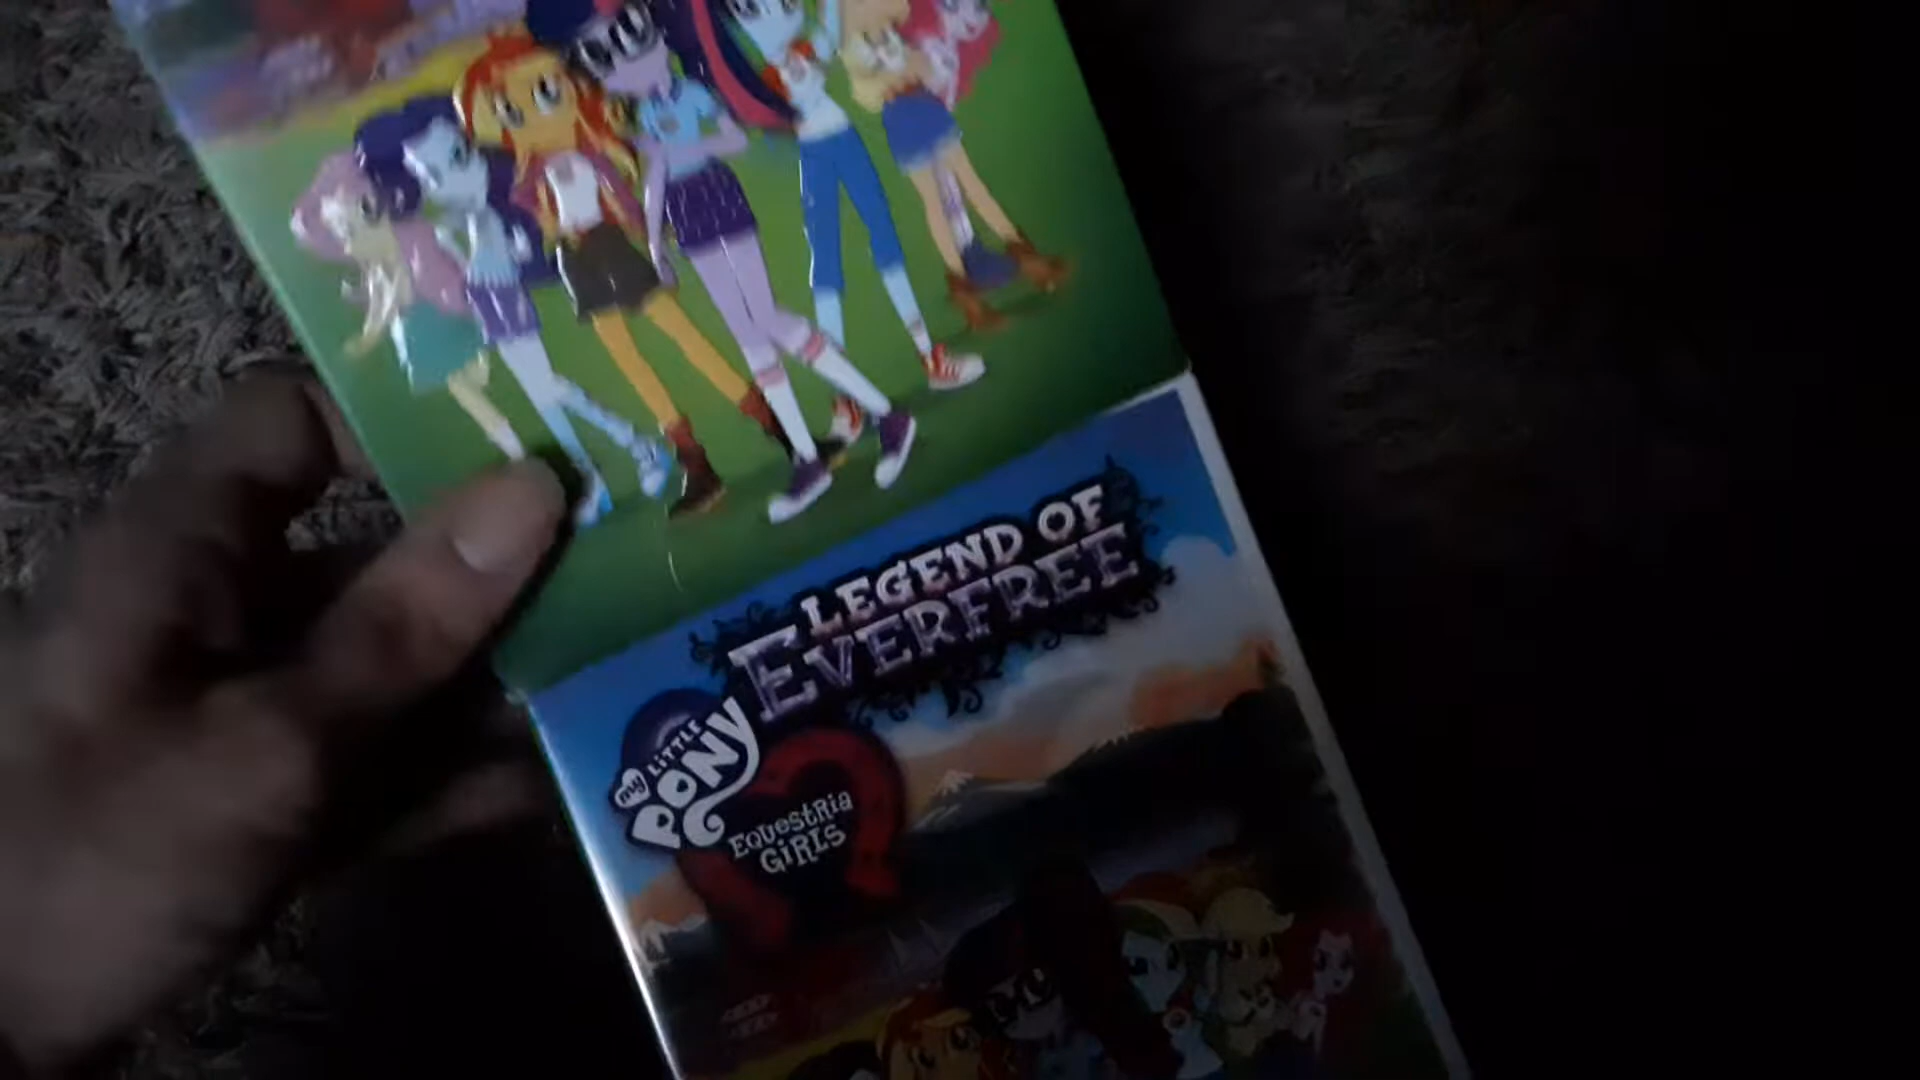 LEGEND OF
EVERFREE
my LiTTLE
PONY
EQUESTRIA
GiRLS